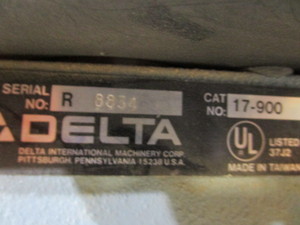 SERIAL NO: R 8834 CAT NO: 17-900
DELTA
UL LISTED 37J2
DELTA INTERNATIONAL MACHINERY CORP
PITTSBURGH, PENNSYLVANIA 15238 U.S.A.
MADE IN TAIWAN